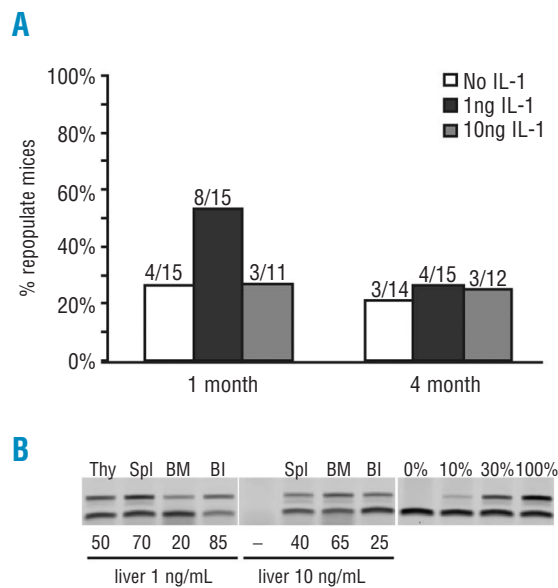 A
100%
80%
60%
40%
20%
0%
% repopulate mices
No IL-1
1ng IL-1
10ng IL-1
4/15
8/15
3/11
3/14
4/15
3/12
1 month
4 month
B
Thy Spl BM Bl Spl BM Bl 0% 10% 30% 100%
50 70 20 85 – 40 65 25
liver 1 ng/mL liver 10 ng/mL